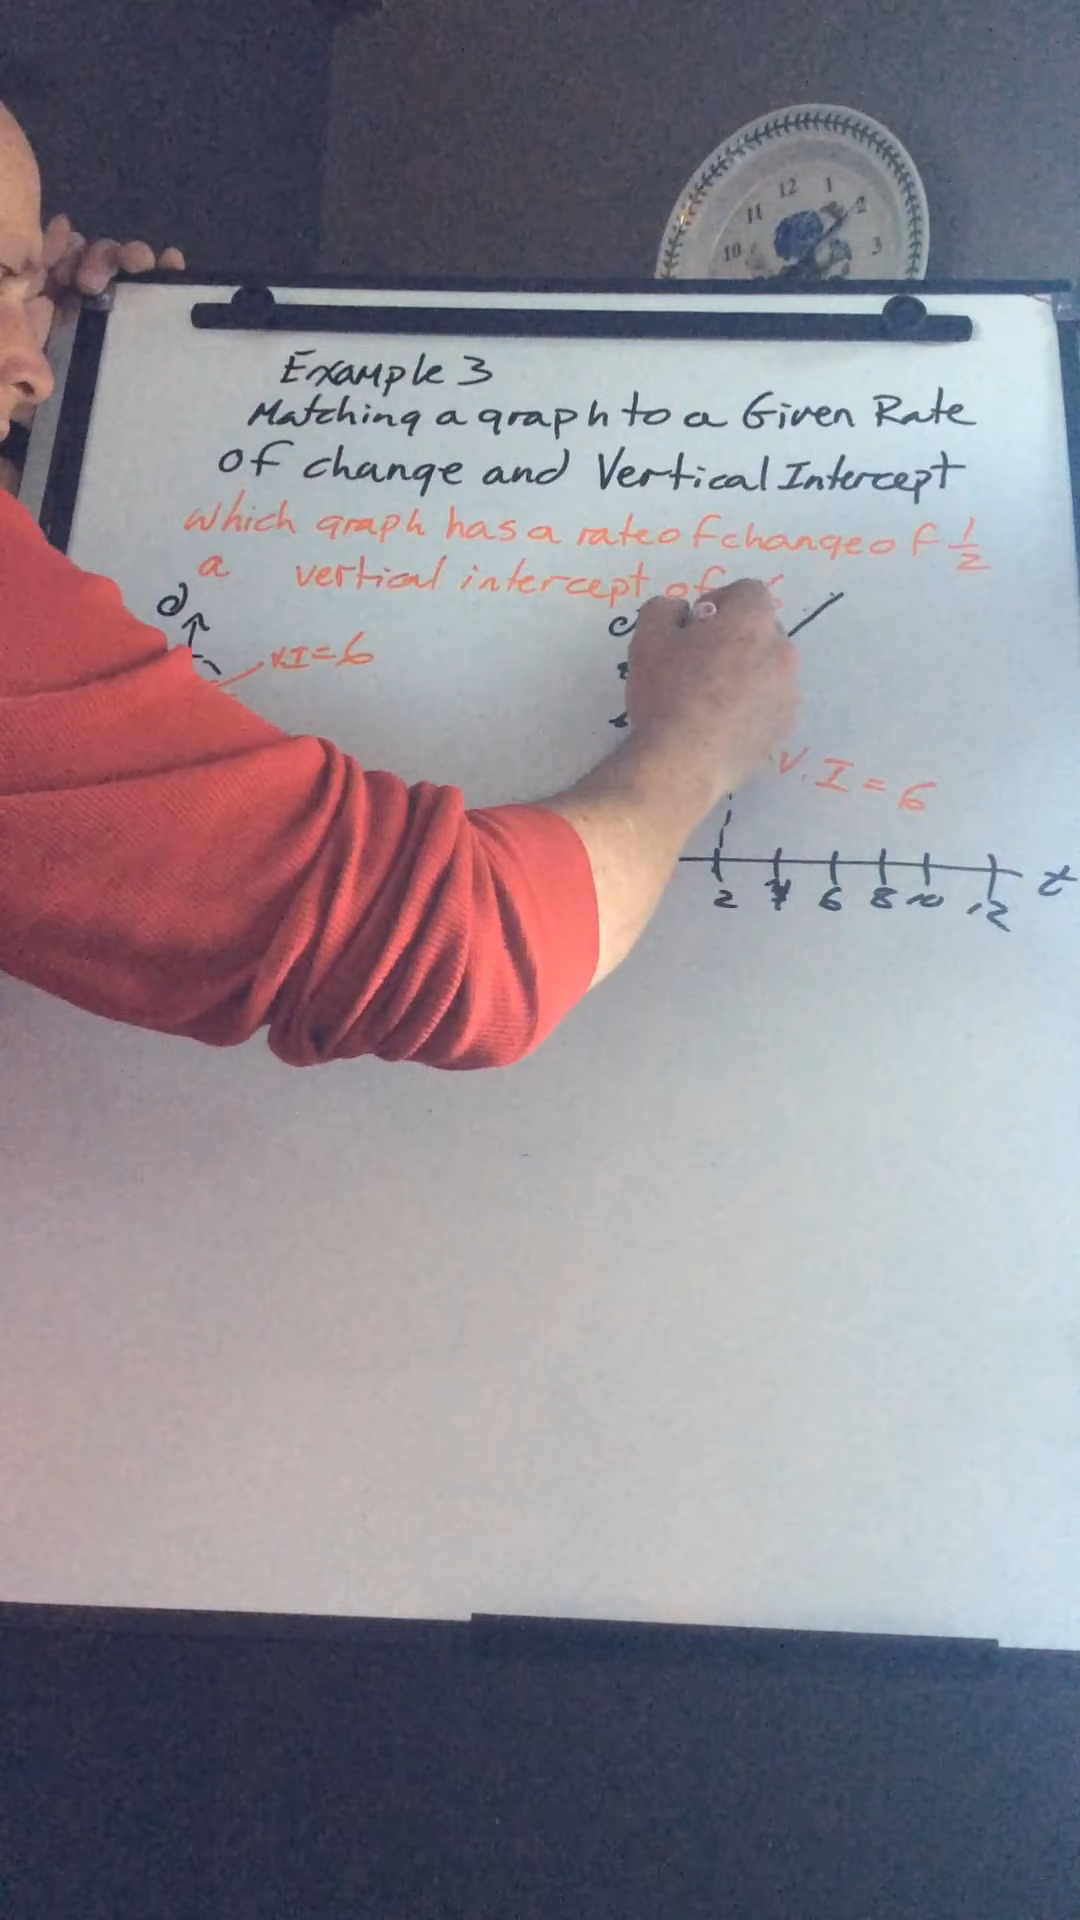 12 1
11 2
10 3
Example 3
Matching a graph to a Given Rate
of change and Vertical Intercept
Which graph has a rate of change of 1/2
a vertical intercept of
d
V.I=6
V. I = 6
t
2 4 6 8 10 12